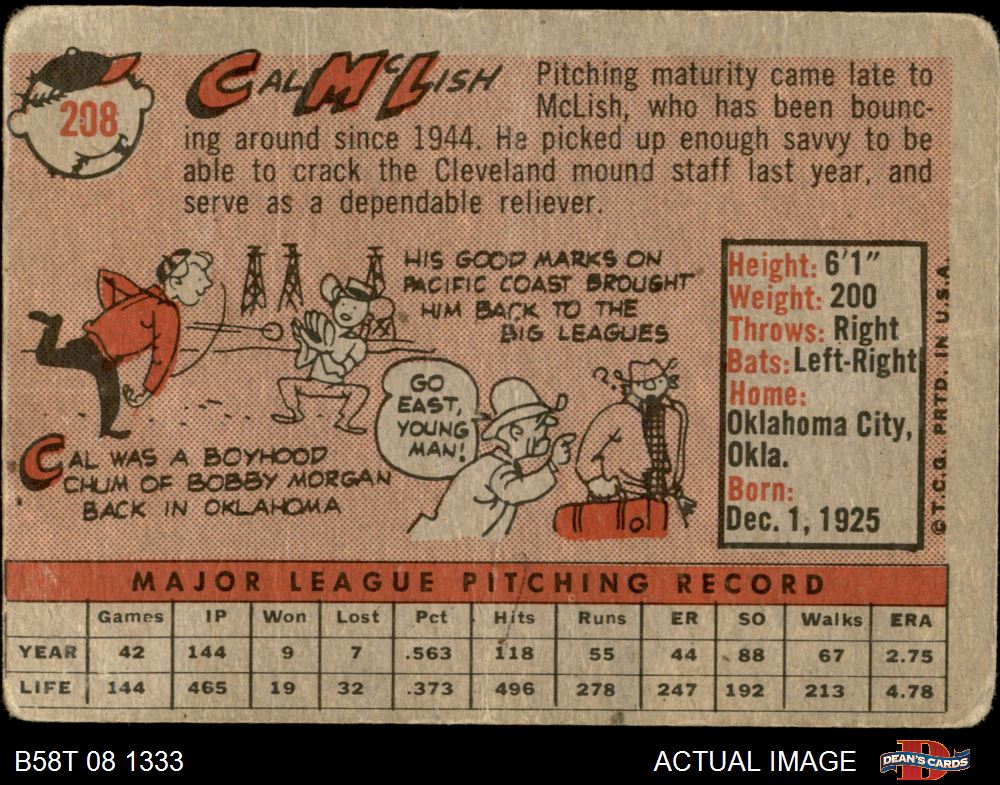 208
CAL McLISH
Pitching maturity came late to
McLish, who has been bounc-
ing around since 1944. He picked up enough savvy to be
able to crack the Cleveland mound staff last year, and
serve as a dependable reliever.
HIS GOOD MARKS ON
PACIFIC COAST BROUGHT
HIM BACK TO THE
BIG LEAGUES
GO
EAST,
YOUNG
MAN!
??
CAL WAS A BOYHOOD
CHUM OF BOBBY MORGAN
BACK IN OKLAHOMA
Height: 6'1"
Weight: 200
Throws: Right
Bats: Left-Right
Home:
Oklahoma City,
Okla.
Born:
Dec. 1, 1925
© T.C.G. PRTD. IN U.S.A.
MAJOR LEAGUE PITCHING RECORD
Games IP Won Lost Pct Hits Runs ER SO Walks ERA
YEAR 42 144 9 7 .563 118 55 44 88 67 2.75
LIFE 144 465 19 32 .373 496 278 247 192 213 4.78
B58T 08 1333
ACTUAL IMAGE
D
DEAN'S CARDS